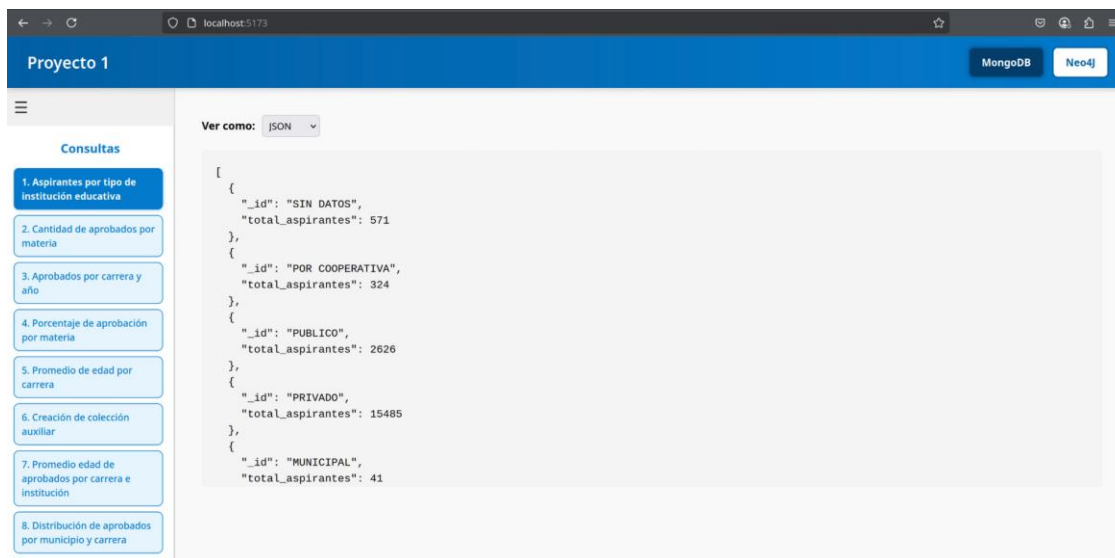 localhost:5173
Proyecto 1
MongoDB
Neo4J
Ver como: JSON
Consultas
1. Aspirantes por tipo de
institución educativa
2. Cantidad de aprobados por
materia
3. Aprobados por carrera y
año
4. Porcentaje de aprobación
por materia
5. Promedio de edad por
carrera
6. Creación de colección
auxiliar
7. Promedio edad de
aprobados por carrera e
institución
8. Distribución de aprobados
por municipio y carrera
[
{
"_id": "SIN DATOS",
"total_aspirantes": 571
},
{
"_id": "POR COOPERATIVA",
"total_aspirantes": 324
},
{
"_id": "PUBLICO",
"total_aspirantes": 2626
},
{
"_id": "PRIVADO",
"total_aspirantes": 15485
},
{
"_id": "MUNICIPAL",
"total_aspirantes": 41